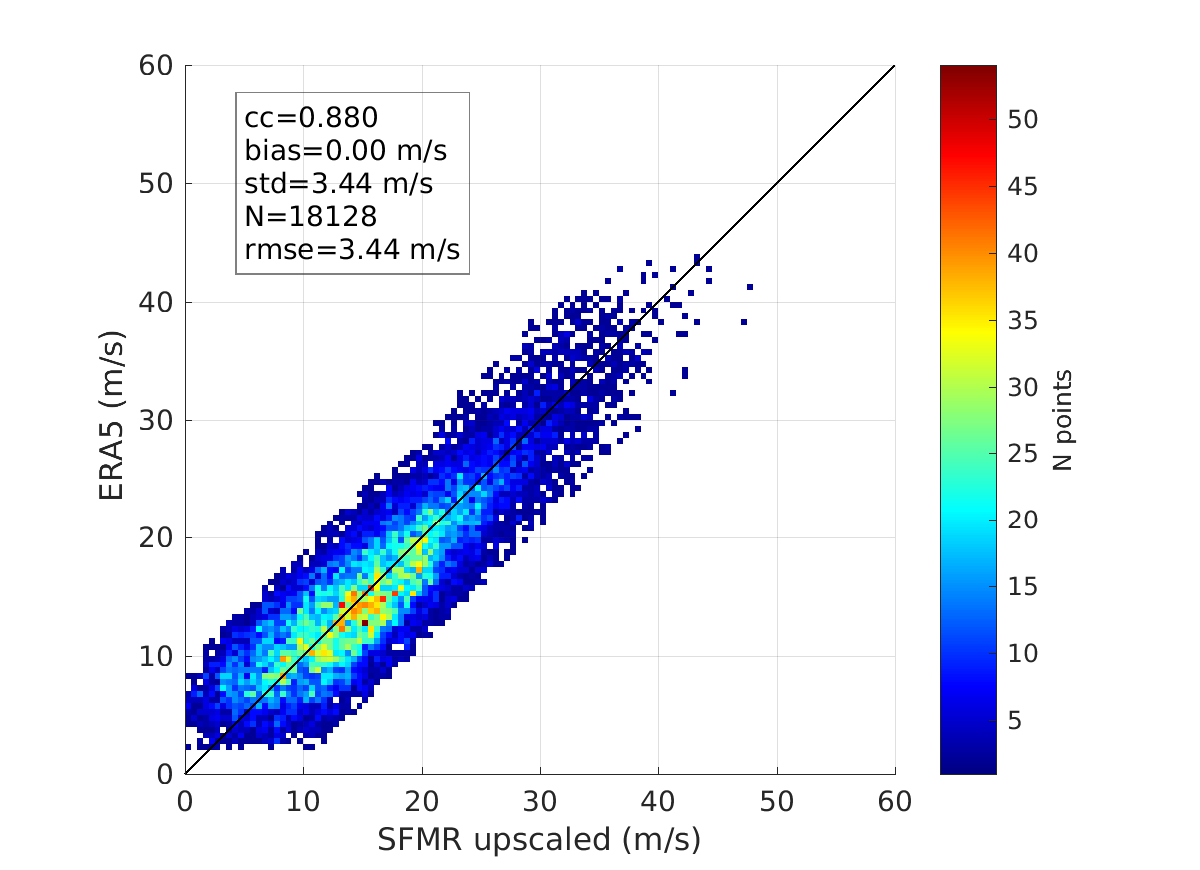 60
50
40
30
20
10
0
ERA5 (m/s)
cc=0.880
bias=0.00 m/s
std=3.44 m/s
N=18128
rmse=3.44 m/s
0 10 20 30 40 50 60
SFMR upscaled (m/s)
50
45
40
35
30
25
20
15
10
5
N points